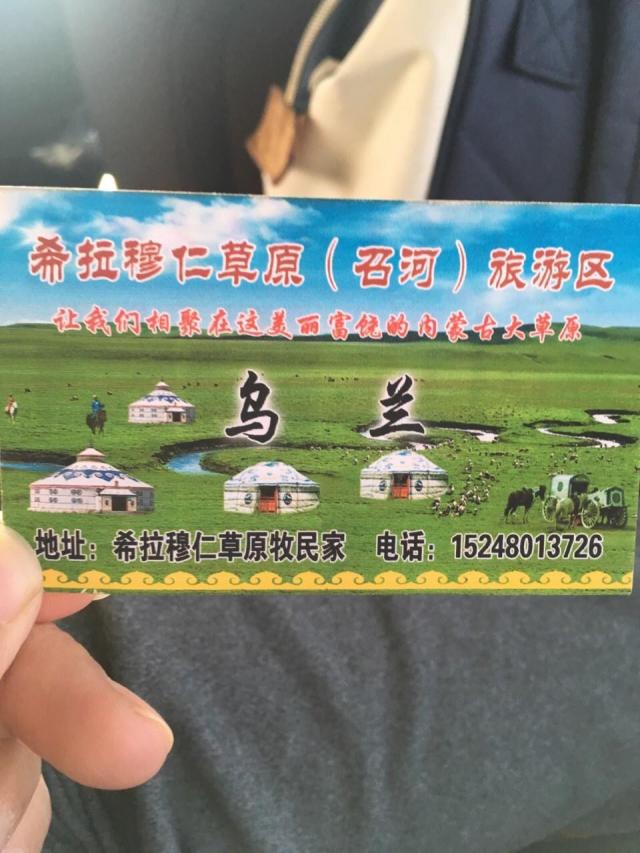 希拉穆仁草原（召河）旅游区
让我们相聚在这美丽富饶的内蒙古大草原
乌兰
地址：希拉穆仁草原牧民家 电话：15248013726